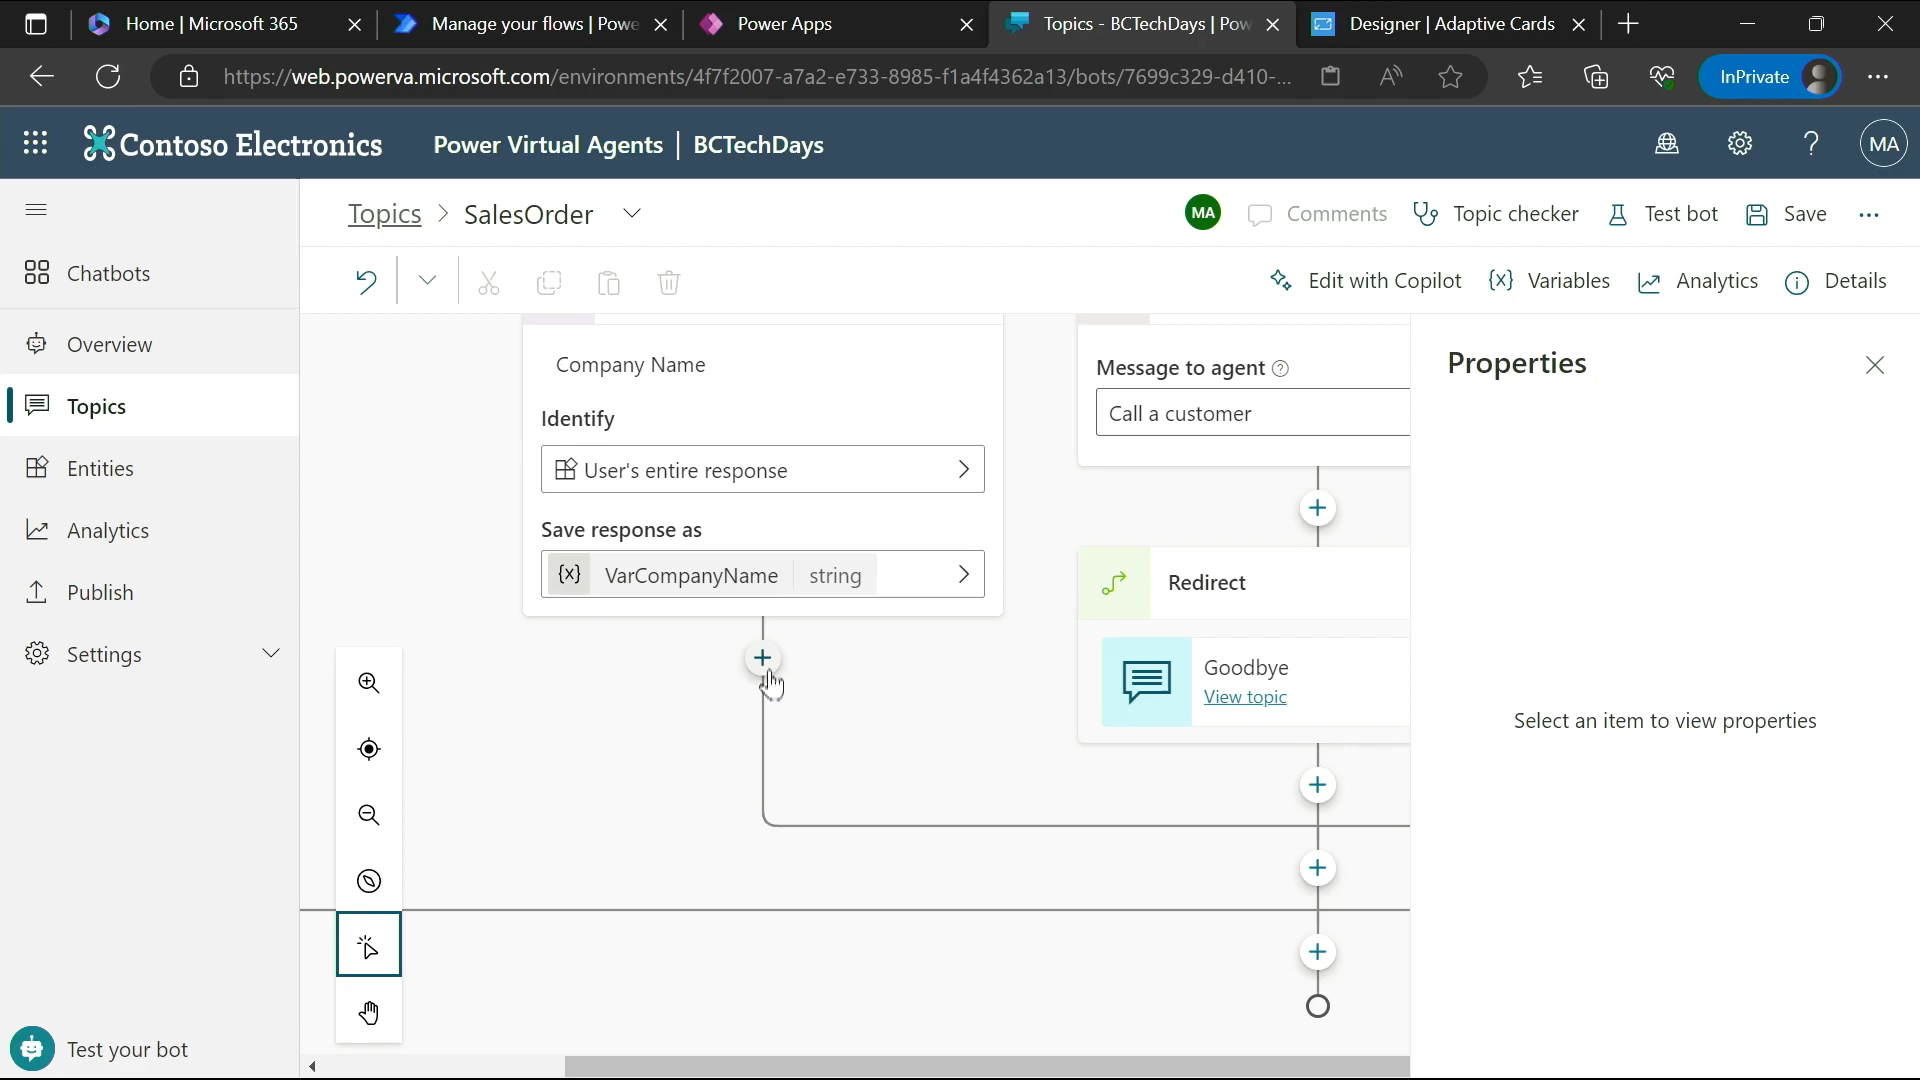 Home | Microsoft 365
Manage your flows | Powe
Power Apps
Topics - BCTechDays | Pow
Designer | Adaptive Cards
https://web.powerva.microsoft.com/environments/4f7f2007-a7a2-e733-8985-f1a4f4362a13/bots/7699c329-d410-...
InPrivate
Contoso Electronics
Power Virtual Agents | BCTechDays
MA
Topics > SalesOrder
MA
Comments
Topic checker
Test bot
Save
Chatbots
Edit with Copilot
{x} Variables
Analytics
Details
Overview
Topics
Entities
Analytics
Publish
Settings
Test your bot
Company Name
Identify
User's entire response
Save response as
{x} VarCompanyName string
Message to agent
Call a customer
Redirect
Goodbye
View topic
Properties
Select an item to view properties